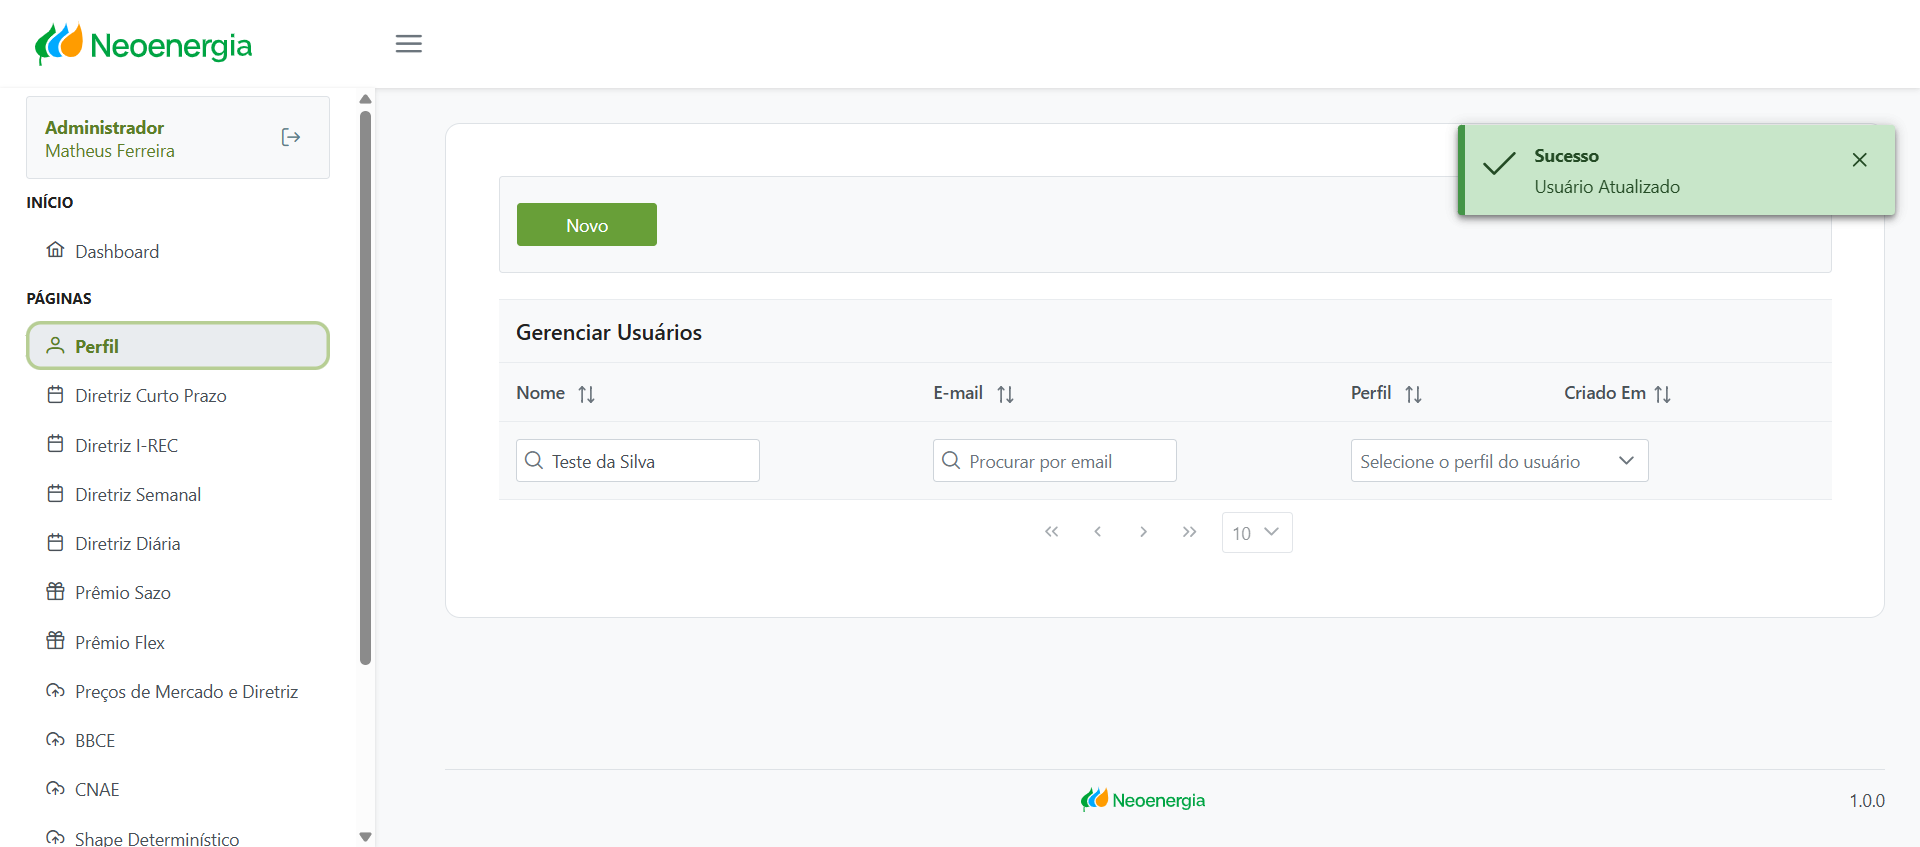 Neoenergia
Administrador
Matheus Ferreira
INÍCIO
Dashboard
PÁGINAS
Perfil
Diretriz Curto Prazo
Diretriz I-REC
Diretriz Semanal
Diretriz Diária
Prêmio Sazo
Prêmio Flex
Preços de Mercado e Diretriz
BBCE
CNAE
Shape Determinístico
Sucesso
Usuário Atualizado
Novo
Gerenciar Usuários
Nome E-mail Perfil Criado Em
Teste da Silva Procurar por email Selecione o perfil do usuário
10
Neoenergia
1.0.0